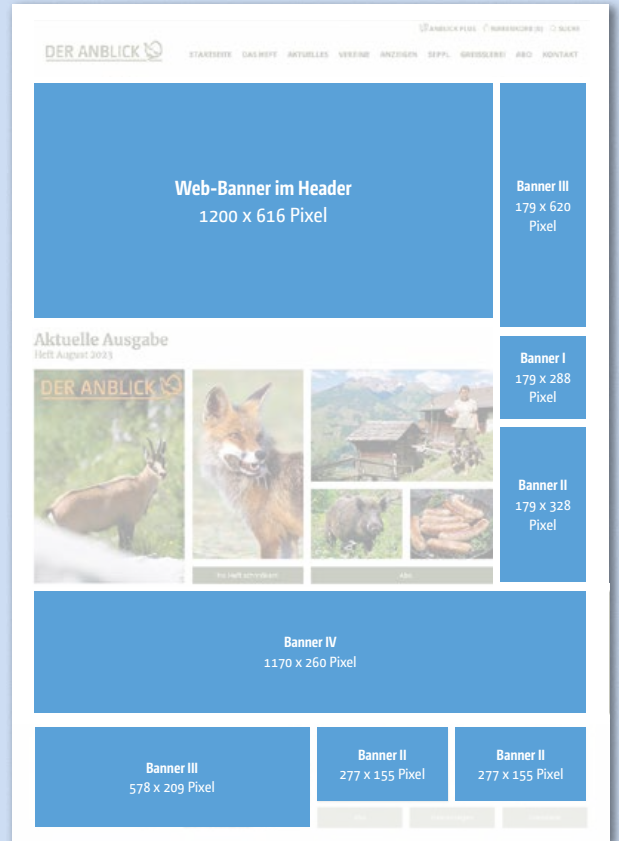 ANBLICK PLUS WARENKORB (0) SUCHE
DER ANBLICK
STARTSEITE DAS HEFT AKTUELLES VEREINE ANZEIGEN SEPPL GREISSLEREI ABO KONTAKT
Web-Banner im Header
1200 x 616 Pixel
Banner III
179 x 620
Pixel
Aktuelle Ausgabe
Heft August 2023
DER ANBLICK
Banner I
179 x 288
Pixel
Banner II
179 x 328
Pixel
Abo
Banner IV
1170 x 260 Pixel
Banner III
578 x 209 Pixel
Banner II
277 x 155 Pixel
Banner II
277 x 155 Pixel